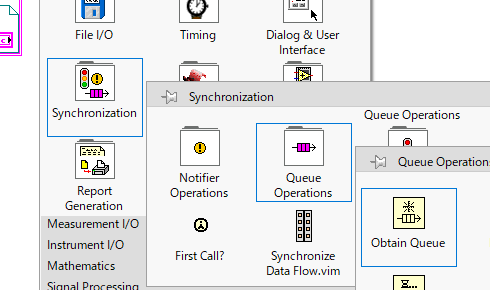 File I/O
Timing
Dialog & User
Interface
Synchronization
Synchronization
Queue Operations
Report
Generation
Notifier
Operations
Queue
Operations
Queue Operations
First Call?
Synchronize
Data Flow.vim
Obtain Queue
Measurement I/O
Instrument I/O
Mathematics
Signal Processing